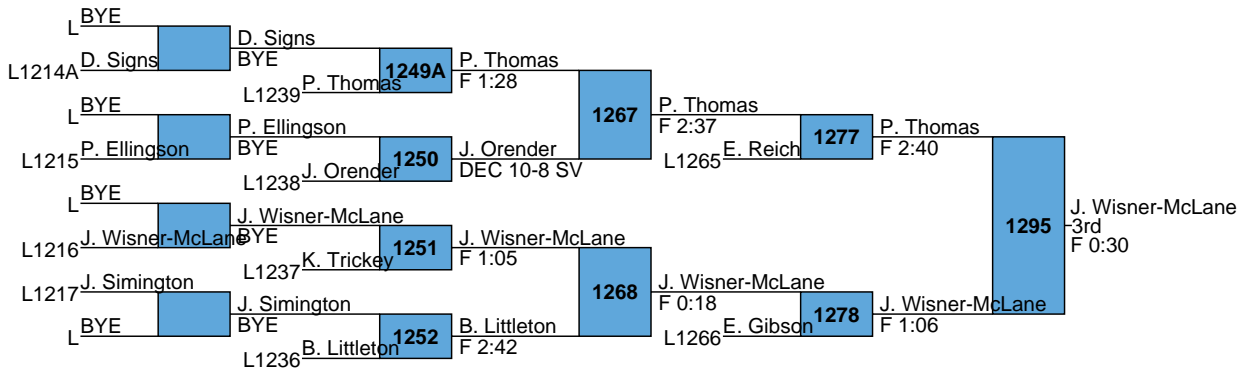 L BYE
L1214A D. Signs
D. Signs
BYE
L1239 P. Thomas
1249A
P. Thomas
F 1:28
L BYE
L1215 P. Ellingson
P. Ellingson
BYE
L1238 J. Orender
1250
J. Orender
DEC 10-8 SV
1267
P. Thomas
F 2:37
L1265 E. Reich
1277
P. Thomas
F 2:40
L BYE
L1216 J. Wisner-McLane
J. Wisner-McLane
BYE
L1237 K. Trickey
1251
J. Wisner-McLane
F 1:05
L1217 J. Simington
L BYE
J. Simington
BYE
L1236 B. Littleton
1252
B. Littleton
F 2:42
1268
J. Wisner-McLane
F 0:18
L1266 E. Gibson
1278
J. Wisner-McLane
F 1:06
1295
J. Wisner-McLane
3rd
F 0:30